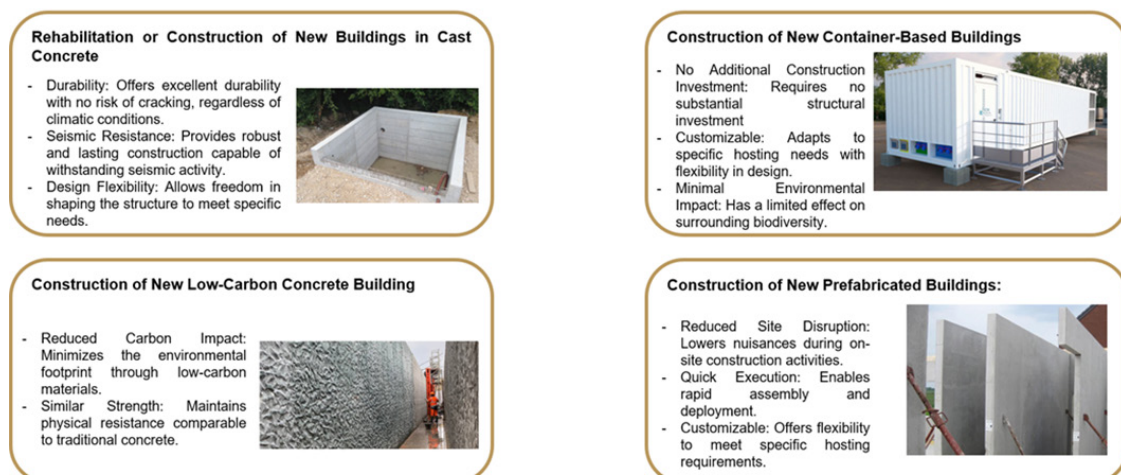 Rehabilitation or Construction of New Buildings in Cast
Concrete
- Durability: Offers excellent durability
with no risk of cracking, regardless of
climatic conditions.
- Seismic Resistance: Provides robust
and lasting construction capable of
withstanding seismic activity.
- Design Flexibility: Allows freedom in
shaping the structure to meet specific
needs.
Construction of New Container-Based Buildings
- No Additional Construction
Investment: Requires no
substantial structural
investment
- Customizable: Adapts to
specific hosting needs with
flexibility in design.
- Minimal Environmental
Impact: Has a limited effect on
surrounding biodiversity.
Construction of New Low-Carbon Concrete Building
- Reduced Carbon Impact:
Minimizes the environmental
footprint through low-carbon
materials.
- Similar Strength: Maintains
physical resistance comparable
to traditional concrete.
Construction of New Prefabricated Buildings:
- Reduced Site Disruption:
Lowers nuisances during on-
site construction activities.
- Quick Execution: Enables
rapid assembly and
deployment.
- Customizable: Offers flexibility
to meet specific hosting
requirements.